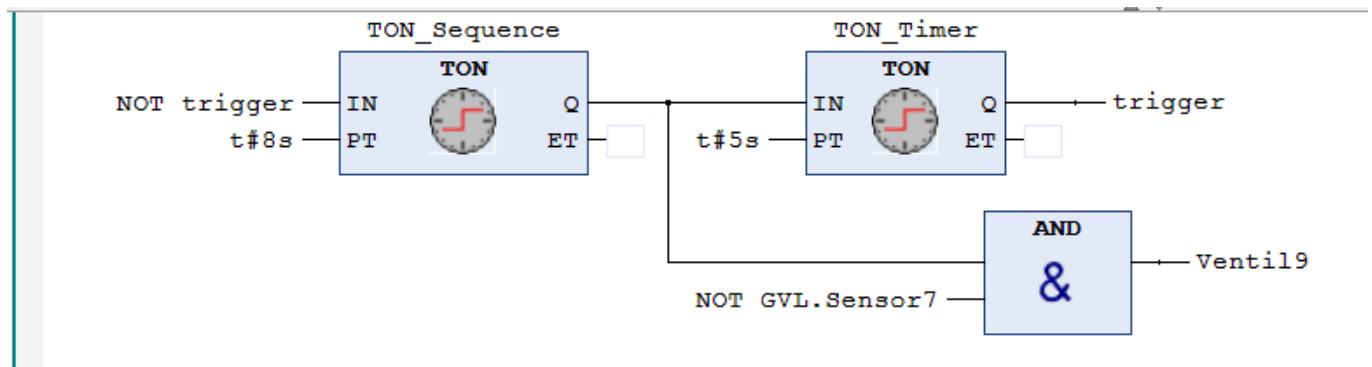 TON_Sequence TON_Timer
TON TON
NOT trigger IN Q IN Q trigger
t#8s PT ET t#5s PT ET
AND
& Ventil9
NOT GVL.Sensor7